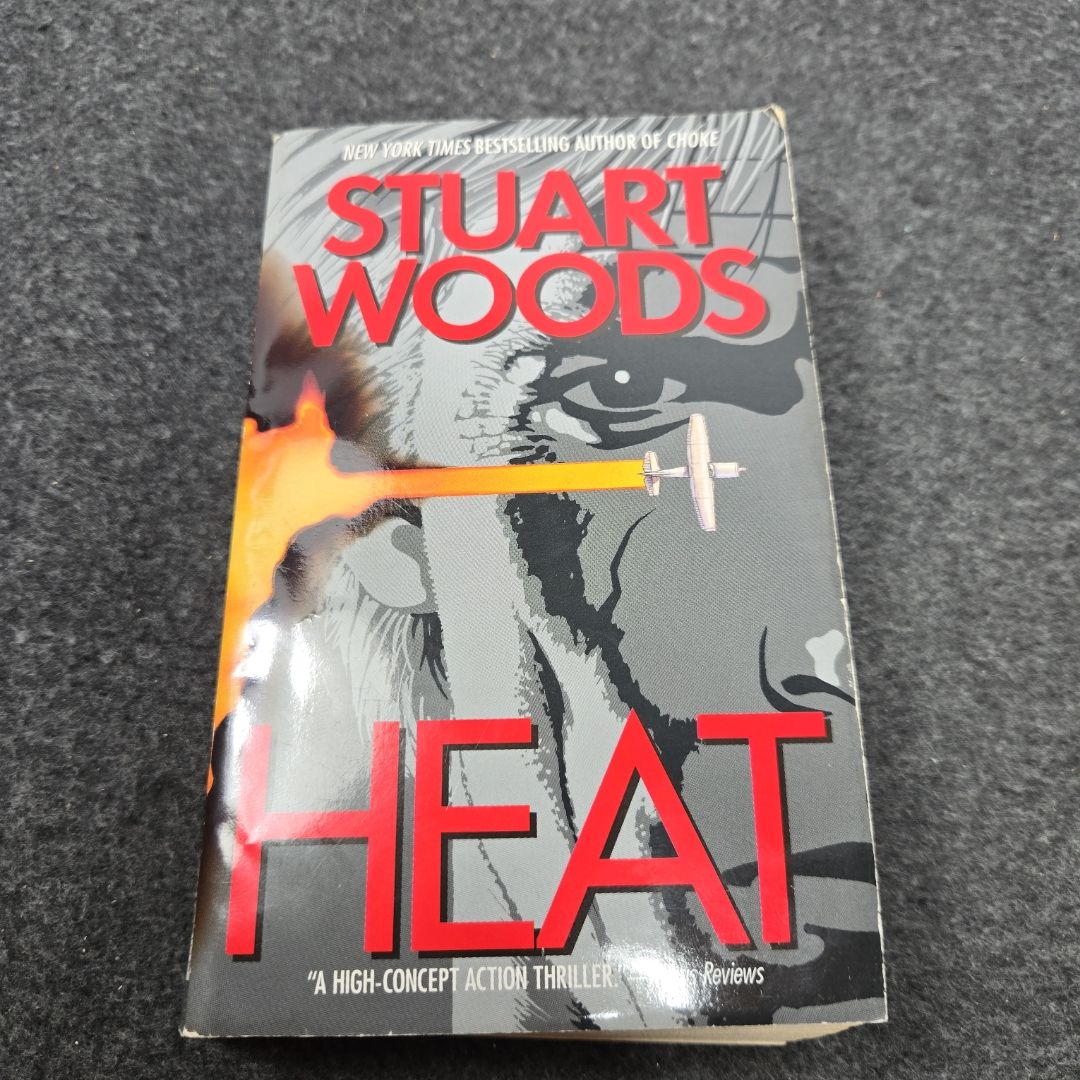 NEW YORK TIMES BESTSELLING AUTHOR OF CHOKE
STUART
WOODS
HEAT
"A HIGH-CONCEPT ACTION THRILLER." Reviews